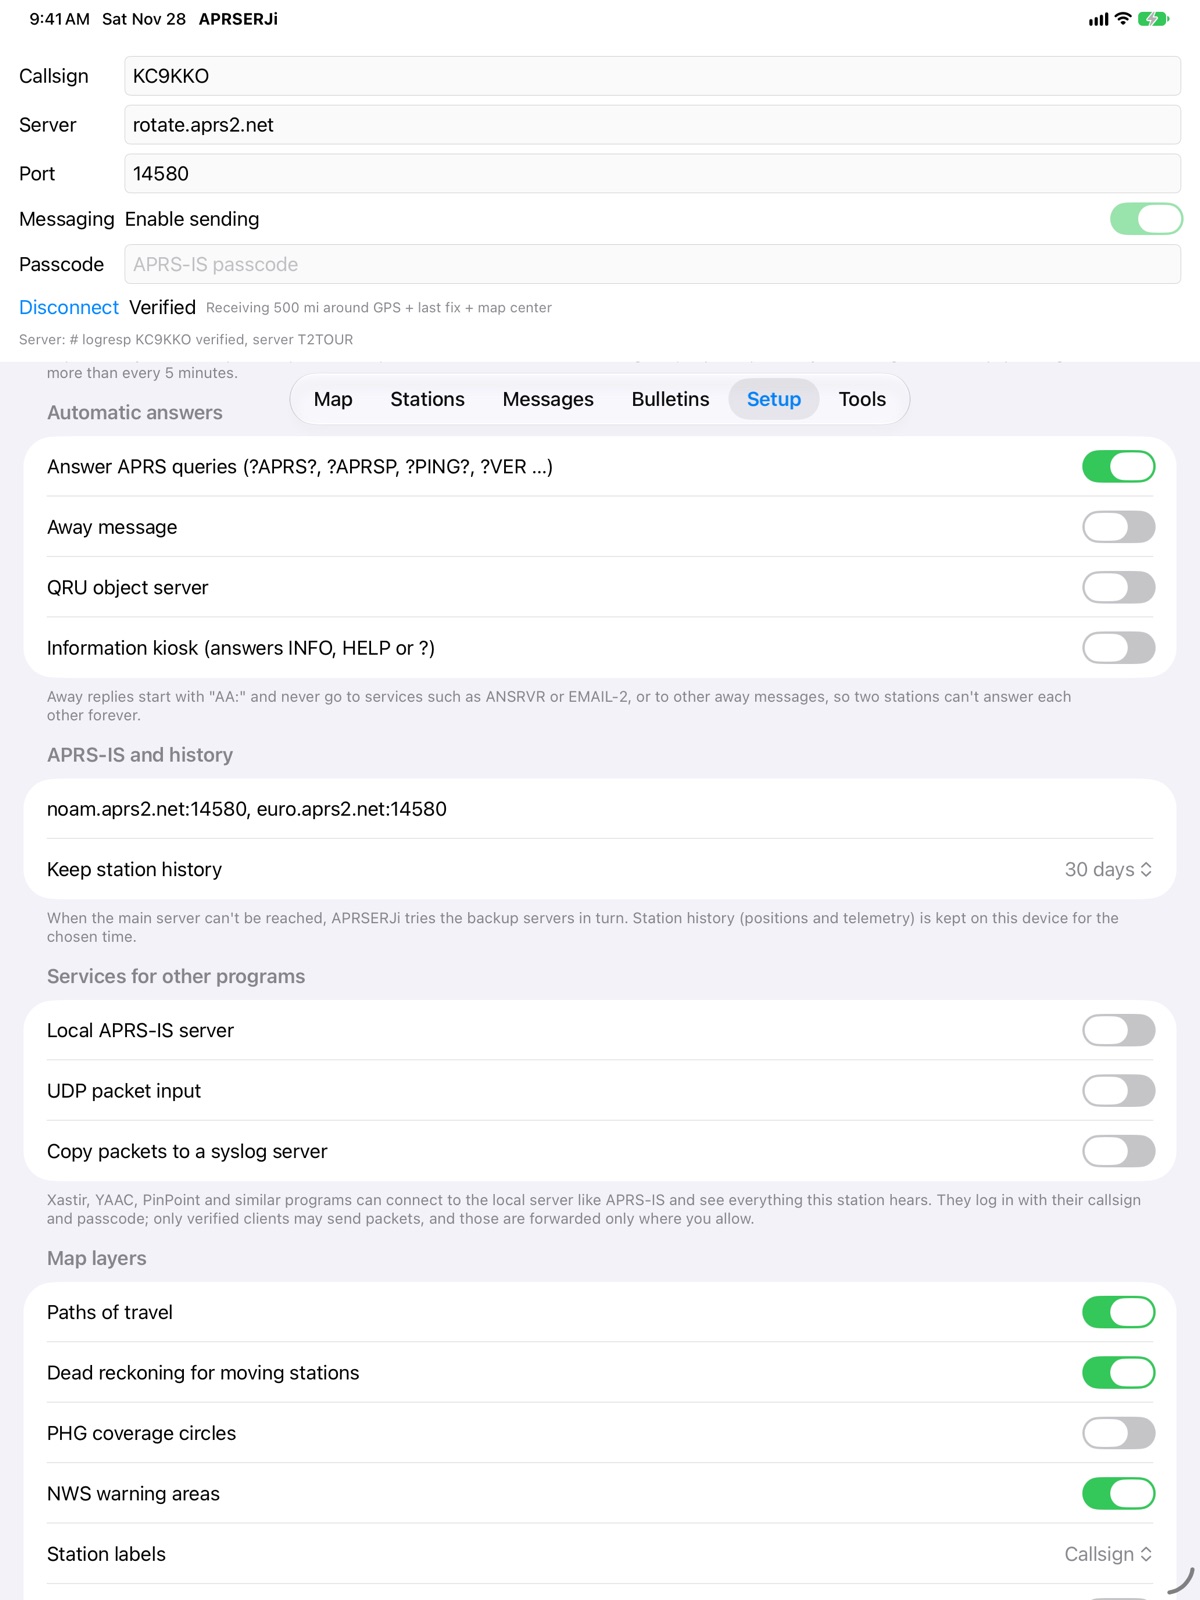 9:41 AM Sat Nov 28 APRSERJi
Callsign KC9KKO
Server rotate.aprs2.net
Port 14580
Messaging Enable sending
Passcode APRS-IS passcode
Disconnect Verified Receiving 500 mi around GPS + last fix + map center
Server: # logresp KC9KKO verified, server T2TOUR
more than every 5 minutes.
Map Stations Messages Bulletins Setup Tools
Automatic answers
Answer APRS queries (?APRS?, ?APRSP, ?PING?, ?VER ...)
Away message
QRU object server
Information kiosk (answers INFO, HELP or ?)
Away replies start with "AA:" and never go to services such as ANSRVR or EMAIL-2, or to other away messages, so two stations can't answer each
other forever.
APRS-IS and history
noam.aprs2.net:14580, euro.aprs2.net:14580
Keep station history 30 days
When the main server can't be reached, APRSERJi tries the backup servers in turn. Station history (positions and telemetry) is kept on this device for the
chosen time.
Services for other programs
Local APRS-IS server
UDP packet input
Copy packets to a syslog server
Xastir, YAAC, PinPoint and similar programs can connect to the local server like APRS-IS and see everything this station hears. They log in with their callsign
and passcode; only verified clients may send packets, and those are forwarded only where you allow.
Map layers
Paths of travel
Dead reckoning for moving stations
PHG coverage circles
NWS warning areas
Station labels Callsign